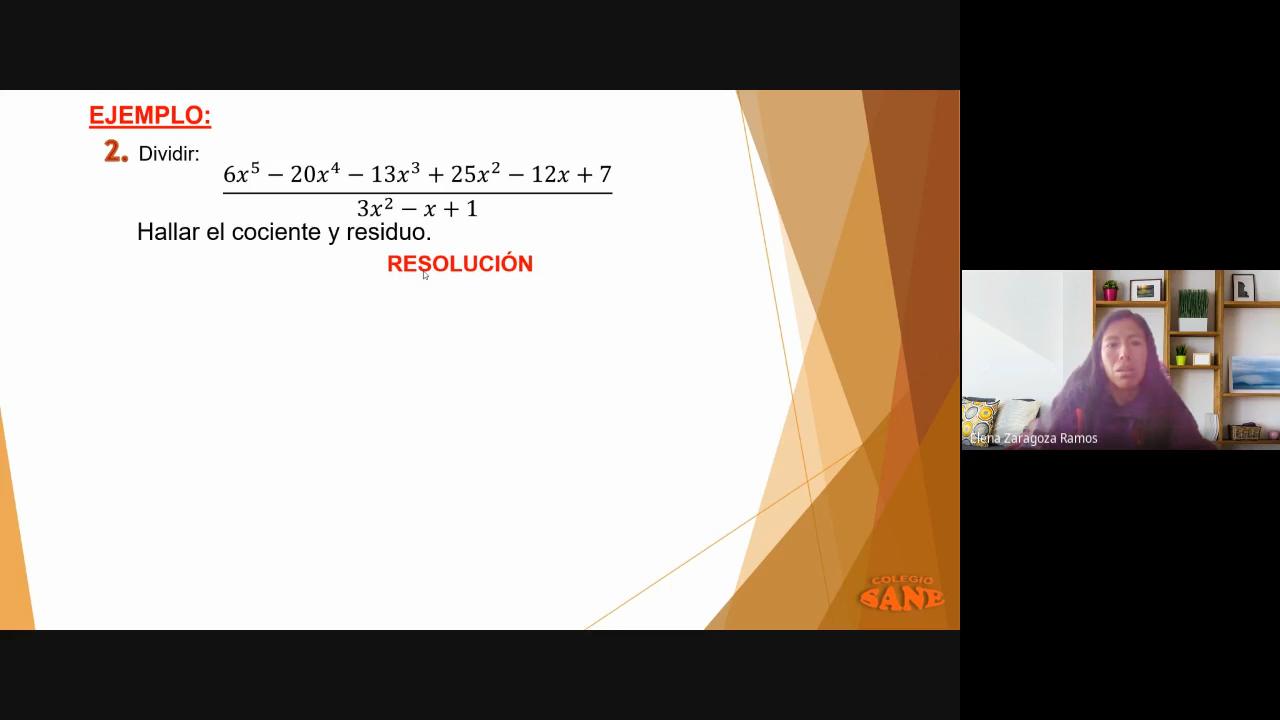 EJEMPLO:
2. Dividir:
6x⁵ − 20x⁴ − 13x³ + 25x² − 12x + 7
3x² − x + 1
Hallar el cociente y residuo.
RESOLUCIÓN
Elena Zaragoza Ramos
COLEGIO
SANE